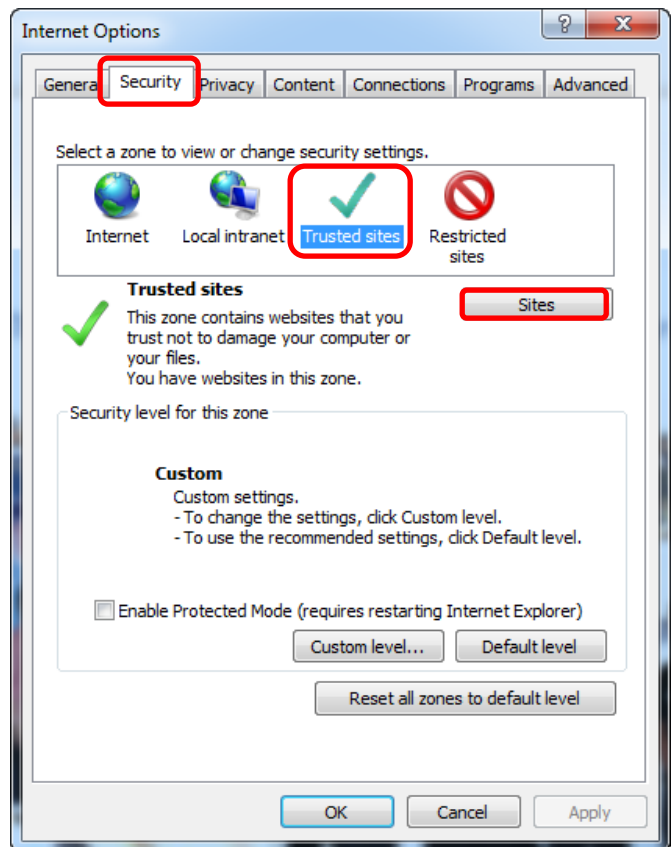 Internet Options
General Security Privacy Content Connections Programs Advanced
Select a zone to view or change security settings.
Internet Local intranet Trusted sites Restricted
sites
Trusted sites
Sites
This zone contains websites that you
trust not to damage your computer or
your files.
You have websites in this zone.
Security level for this zone
Custom
Custom settings.
- To change the settings, click Custom level.
- To use the recommended settings, click Default level.
Enable Protected Mode (requires restarting Internet Explorer)
Custom level... Default level
Reset all zones to default level
OK Cancel Apply